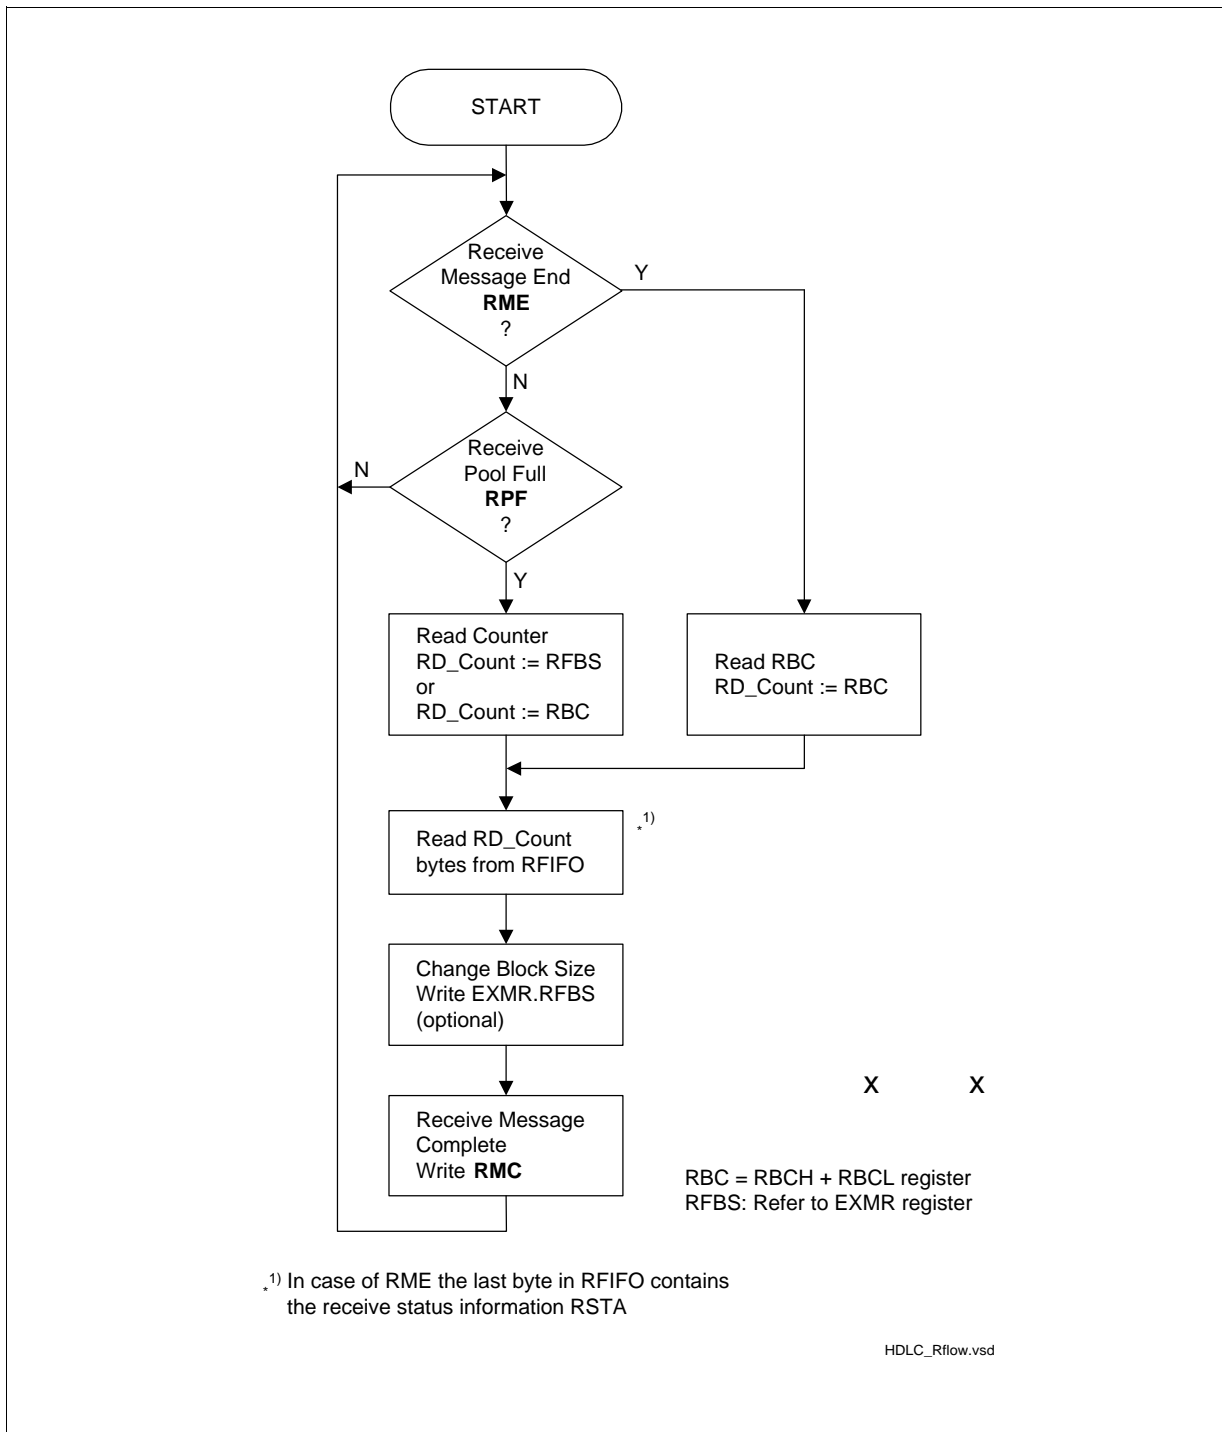 START
Receive
Message End
RME
?
Y
N
Receive
Pool Full
RPF
?
N
Y
Read Counter
RD_Count := RFBS
or
RD_Count := RBC
Read RBC
RD_Count := RBC
Read RD_Count
bytes from RFIFO
*1)
Change Block Size
Write EXMR.RFBS
(optional)
x x
Receive Message
Complete
Write RMC
RBC = RBCH + RBCL register
RFBS: Refer to EXMR register
*1) In case of RME the last byte in RFIFO contains
the receive status information RSTA
HDLC_Rflow.vsd